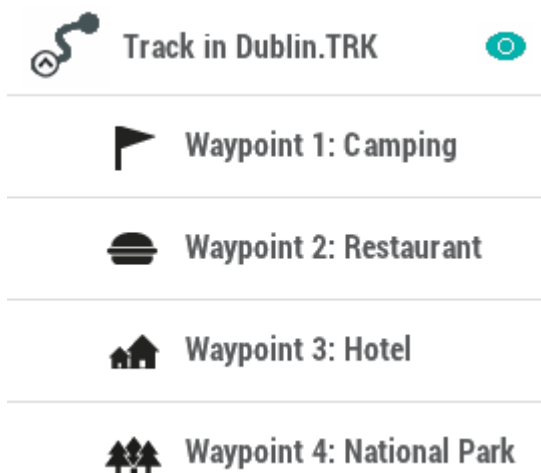 Track in Dublin.TRK
Waypoint 1: Camping
Waypoint 2: Restaurant
Waypoint 3: Hotel
Waypoint 4: National Park